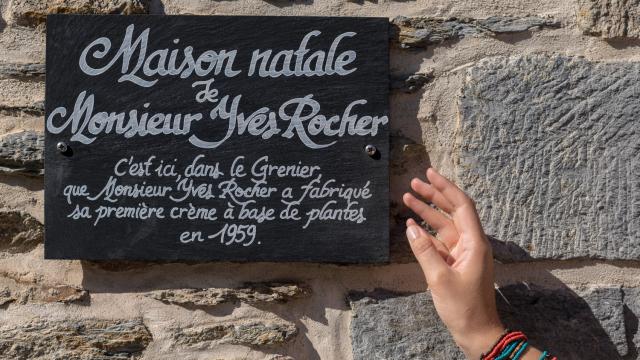 Maison natale
de
Monsieur Yves Rocher
C'est ici, dans le Grenier,
que Monsieur Yves Rocher a fabriqué
sa première crème à base de plantes
en 1959.